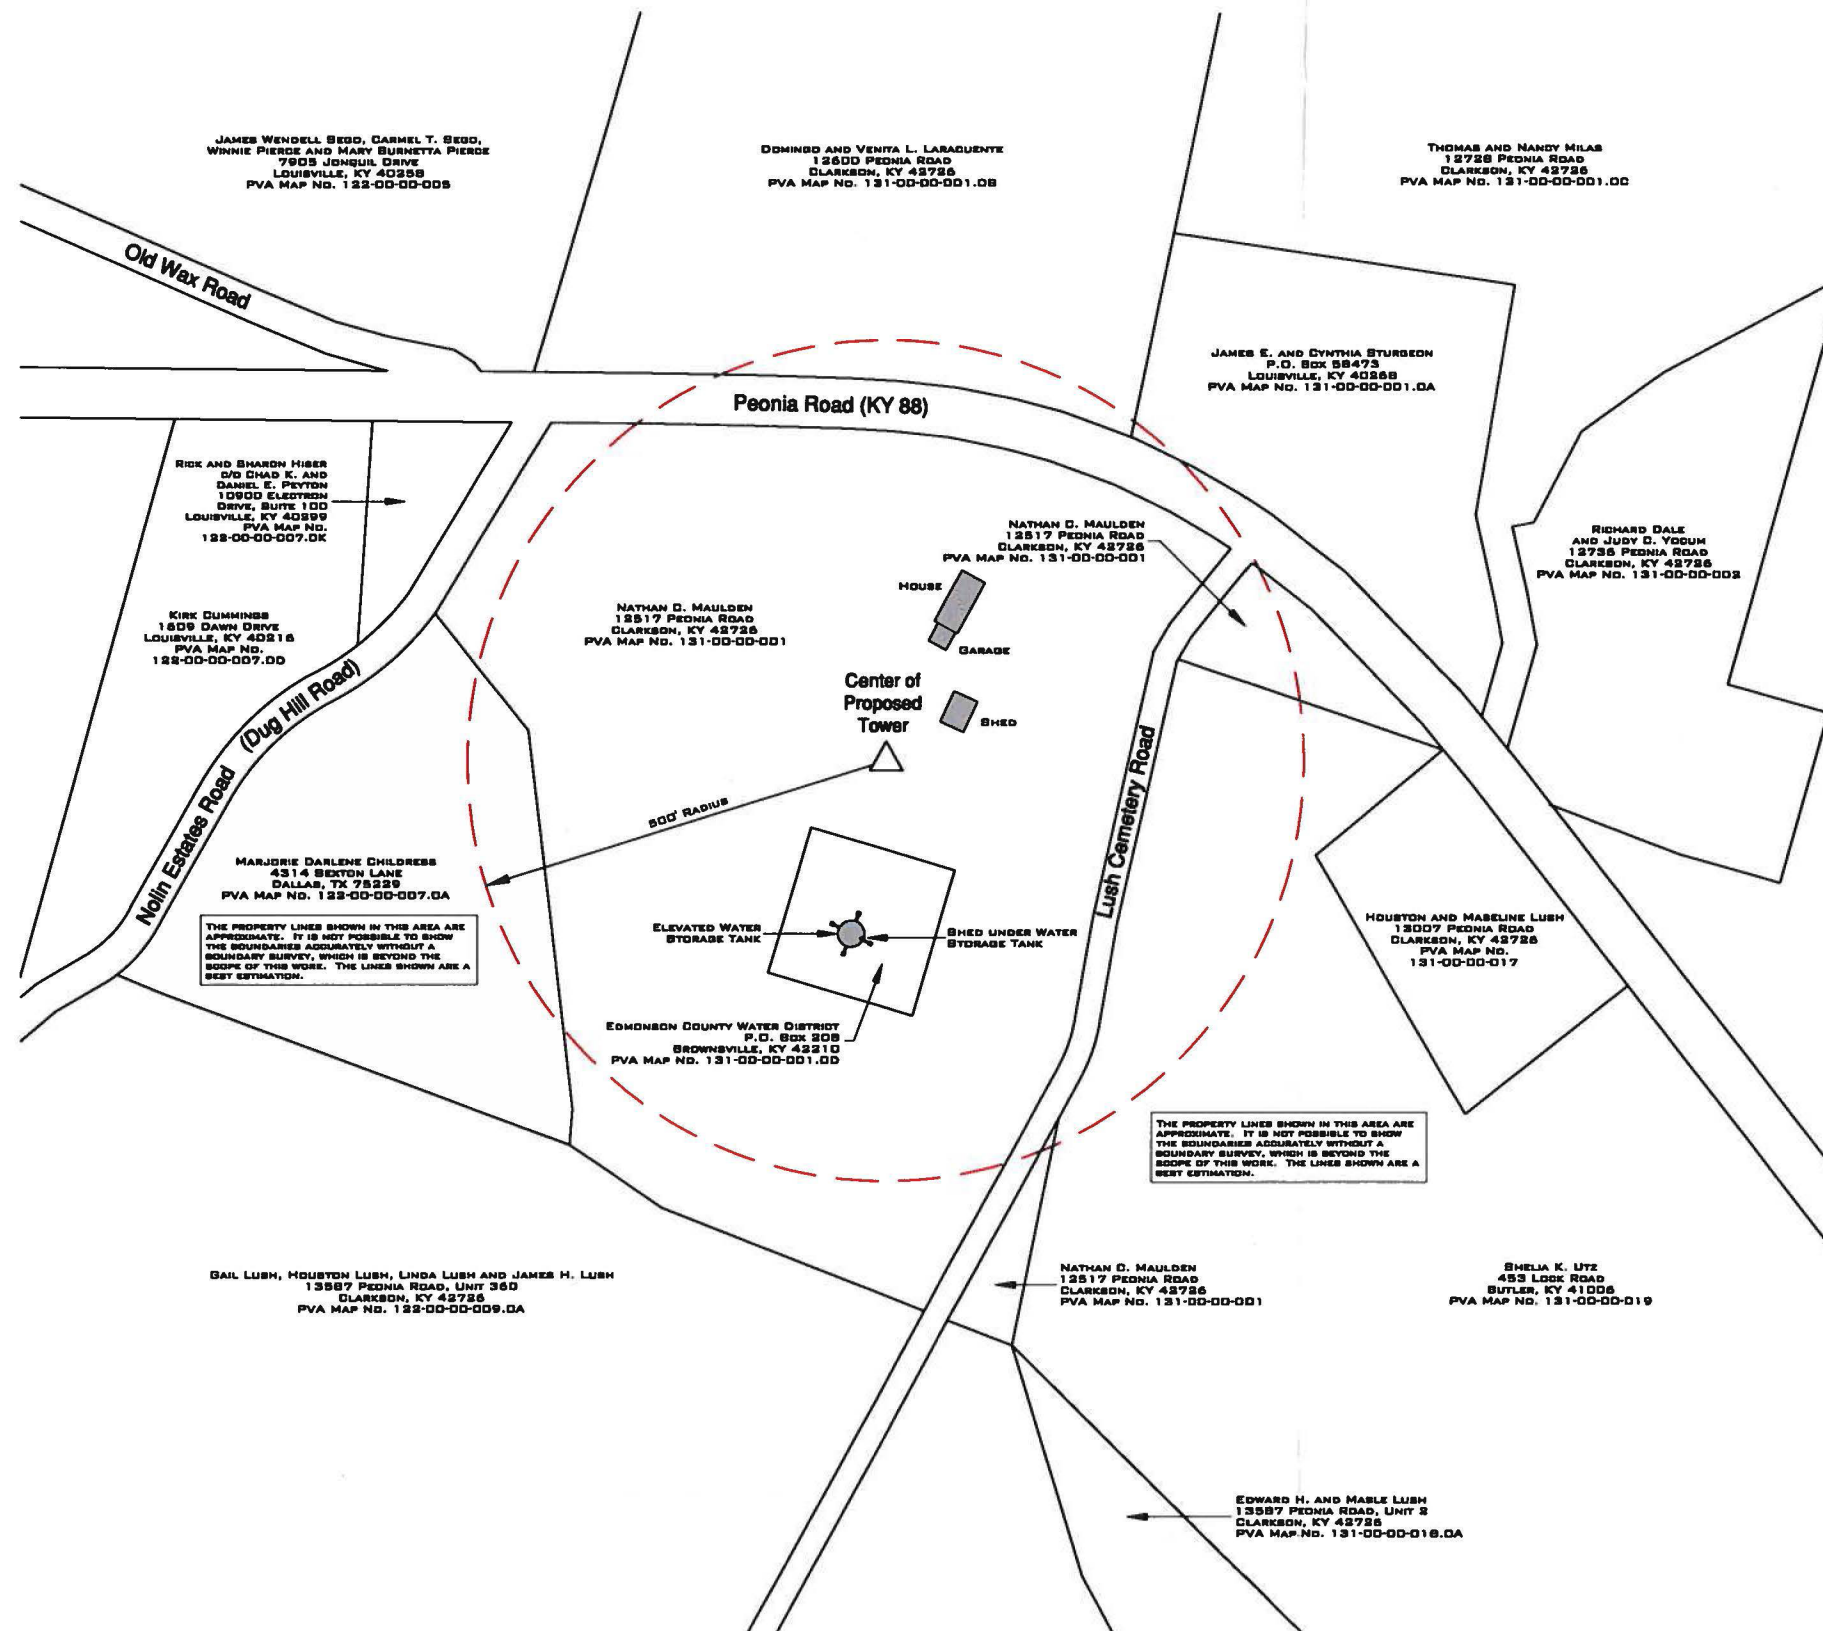 JAMES WENDELL SEGO, CARMEL T. SEGO,
WINNIE PIERCE AND MARY BURNETTA PIERCE
7905 JONQUIL DRIVE
LOUISVILLE, KY 40258
PVA MAP NO. 122-00-00-005
DOMINGO AND VENITA L. LARAQUENTE
12600 PEONIA ROAD
CLARKSON, KY 42726
PVA MAP NO. 131-00-00-001.08
THOMAS AND NANCY MILAS
12728 PEONIA ROAD
CLARKSON, KY 42726
PVA MAP NO. 131-00-00-001.0C
Old Wax Road
JAMES E. AND CYNTHIA STURGEON
P.O. BOX 58473
LOUISVILLE, KY 40268
PVA MAP NO. 131-00-00-001.0A
Peonia Road (KY 88)
RICK AND SHARON HISER
C/O CHAD K. AND
DANIEL E. PEYTON
10900 ELECTRON
DRIVE, SUITE 100
LOUISVILLE, KY 40299
PVA MAP NO.
122-00-00-007.0K
NATHAN C. MAULDEN
12517 PEONIA ROAD
CLARKSON, KY 42726
PVA MAP NO. 131-00-00-001
RICHARD DALE
AND JUDY C. YOCUM
12736 PEONIA ROAD
CLARKSON, KY 42726
PVA MAP NO. 131-00-00-002
HOUSE
GARAGE
NATHAN C. MAULDEN
12517 PEONIA ROAD
CLARKSON, KY 42726
PVA MAP NO. 131-00-00-001
KIRK CUMMINGS
1609 DAWN DRIVE
LOUISVILLE, KY 40216
PVA MAP NO.
122-00-00-007.0D
Center of
Proposed
Tower
SHED
(Dug Hill Road)
Nolin Estates Road
500' RADIUS
Lush Cemetery Road
MARJORIE DARLENE CHILDRESS
4314 SEXTON LANE
DALLAS, TX 75229
PVA MAP NO. 122-00-00-007.0A
THE PROPERTY LINES SHOWN IN THIS AREA ARE
APPROXIMATE. IT IS NOT POSSIBLE TO SHOW
THE BOUNDARIES ACCURATELY WITHOUT A
BOUNDARY SURVEY, WHICH IS BEYOND THE
SCOPE OF THIS WORK. THE LINES SHOWN ARE A
BEST ESTIMATION.
ELEVATED WATER
STORAGE TANK
SHED UNDER WATER
STORAGE TANK
HOUSTON AND MABELINE LUSH
13007 PEONIA ROAD
CLARKSON, KY 42726
PVA MAP NO.
131-00-00-017
EDMONSON COUNTY WATER DISTRICT
P.O. BOX 208
BROWNSVILLE, KY 42210
PVA MAP NO. 131-00-00-001.0D
THE PROPERTY LINES SHOWN IN THIS AREA ARE
APPROXIMATE. IT IS NOT POSSIBLE TO SHOW
THE BOUNDARIES ACCURATELY WITHOUT A
BOUNDARY SURVEY, WHICH IS BEYOND THE
SCOPE OF THIS WORK. THE LINES SHOWN ARE A
BEST ESTIMATION.
GAIL LUSH, HOUSTON LUSH, LINDA LUSH AND JAMES H. LUSH
13587 PEONIA ROAD, UNIT 360
CLARKSON, KY 42726
PVA MAP NO. 122-00-00-009.0A
NATHAN C. MAULDEN
12517 PEONIA ROAD
CLARKSON, KY 42726
PVA MAP NO. 131-00-00-001
SHELIA K. UTZ
453 LOCK ROAD
BUTLER, KY 41006
PVA MAP NO. 131-00-00-019
EDWARD H. AND MABLE LUSH
13587 PEONIA ROAD, UNIT 2
CLARKSON, KY 42726
PVA MAP NO. 131-00-00-018.0A